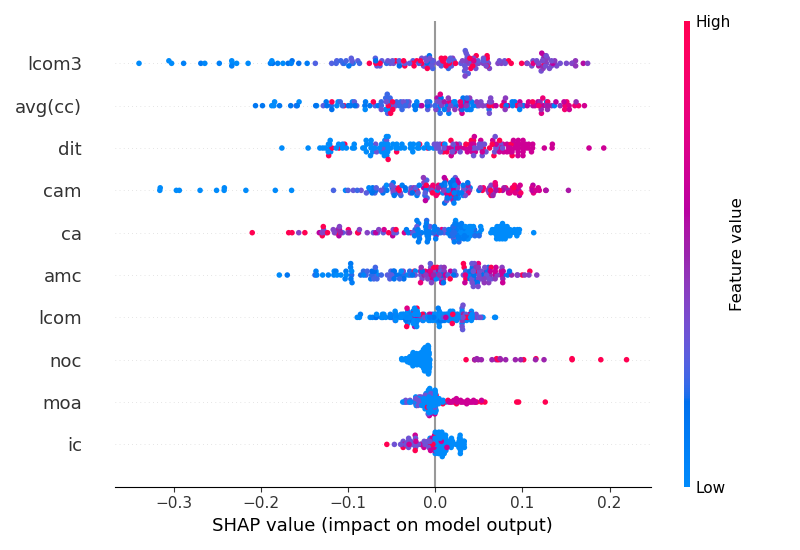 High
lcom3
avg(cc)
dit
cam
ca
amc
lcom
noc
moa
ic
Feature value
Low
−0.3 −0.2 −0.1 0.0 0.1 0.2
SHAP value (impact on model output)